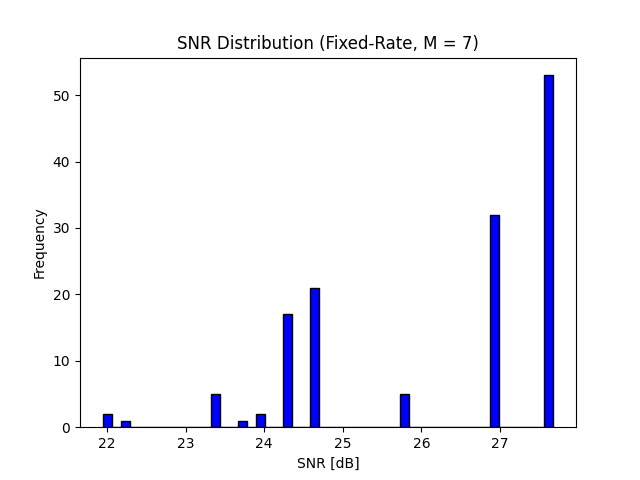 SNR Distribution (Fixed-Rate, M = 7)
Frequency
50
40
30
20
10
0
22 23 24 25 26 27
SNR [dB]